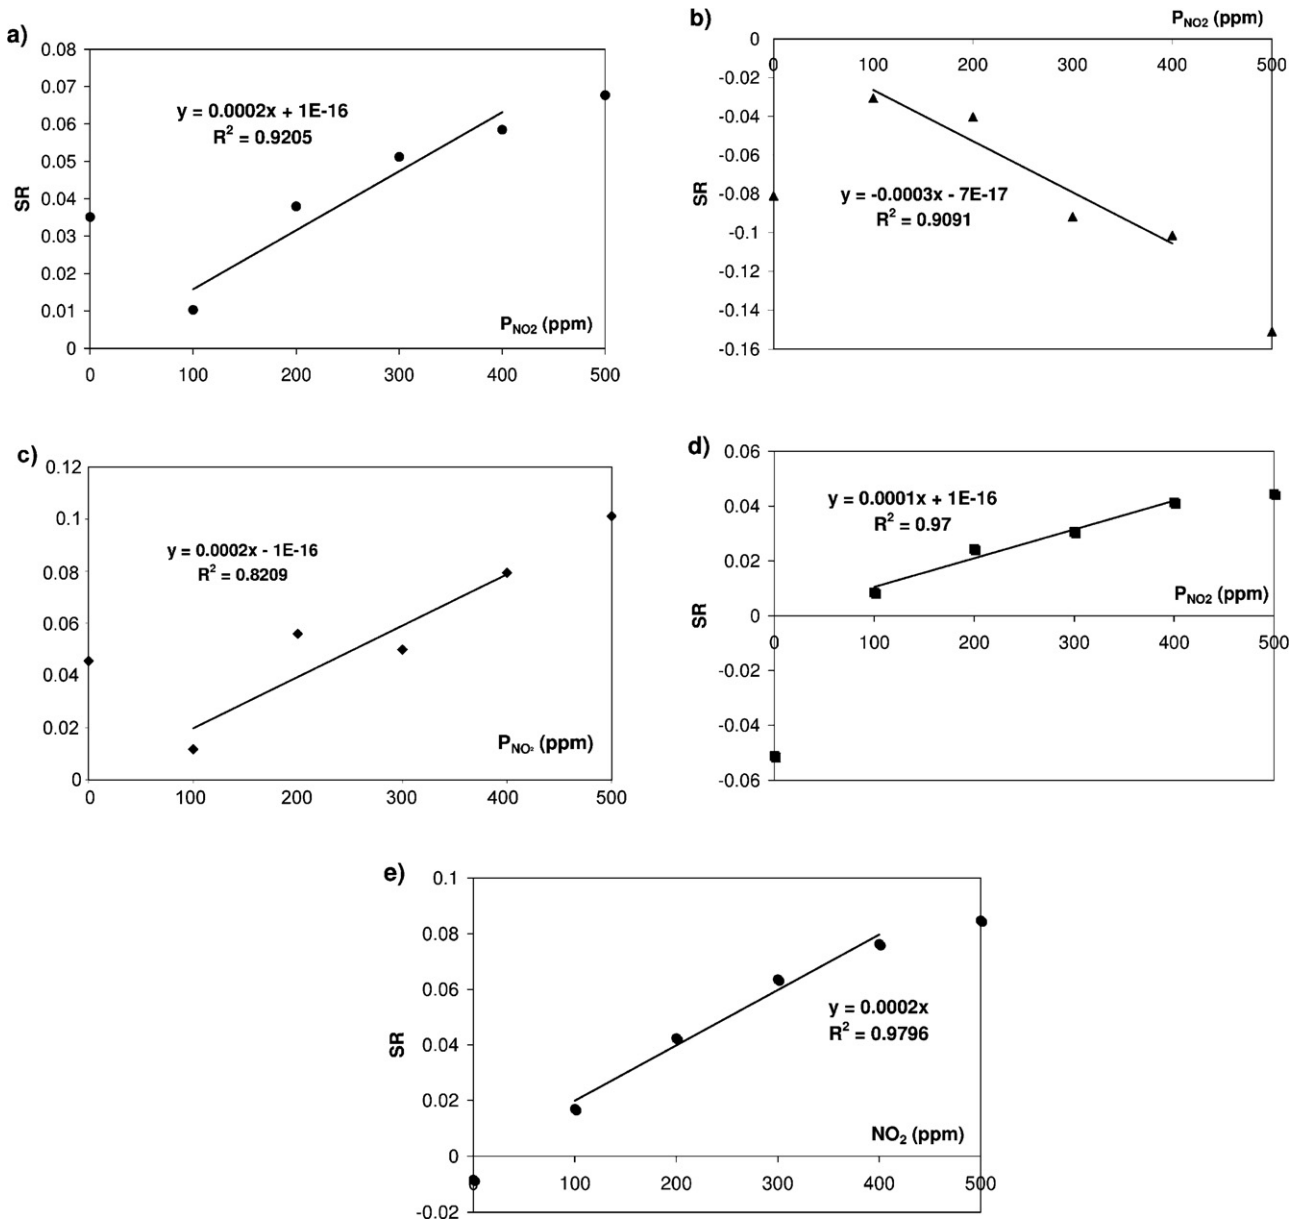 a)
0.08
0.07
0.06
0.05
0.04
0.03
0.02
0.01
0
SR
y = 0.0002x + 1E-16
R² = 0.9205
P_NO2 (ppm)
0 100 200 300 400 500
b)
P_NO2 (ppm)
0
-0.02
-0.04
-0.06
-0.08
-0.1
-0.12
-0.14
-0.16
0 100 200 300 400 500
SR
y = -0.0003x - 7E-17
R² = 0.9091
c)
0.12
0.1
0.08
0.06
0.04
0.02
0
SR
y = 0.0002x - 1E-16
R² = 0.8209
P_NO2 (ppm)
0 100 200 300 400 500
d)
0.06
0.04
0.02
0
-0.02
-0.04
-0.06
SR
y = 0.0001x + 1E-16
R² = 0.97
P_NO2 (ppm)
0 100 200 300 400 500
e)
0.1
0.08
0.06
0.04
0.02
0
-0.02
SR
y = 0.0002x
R² = 0.9796
NO₂ (ppm)
0 100 200 300 400 500